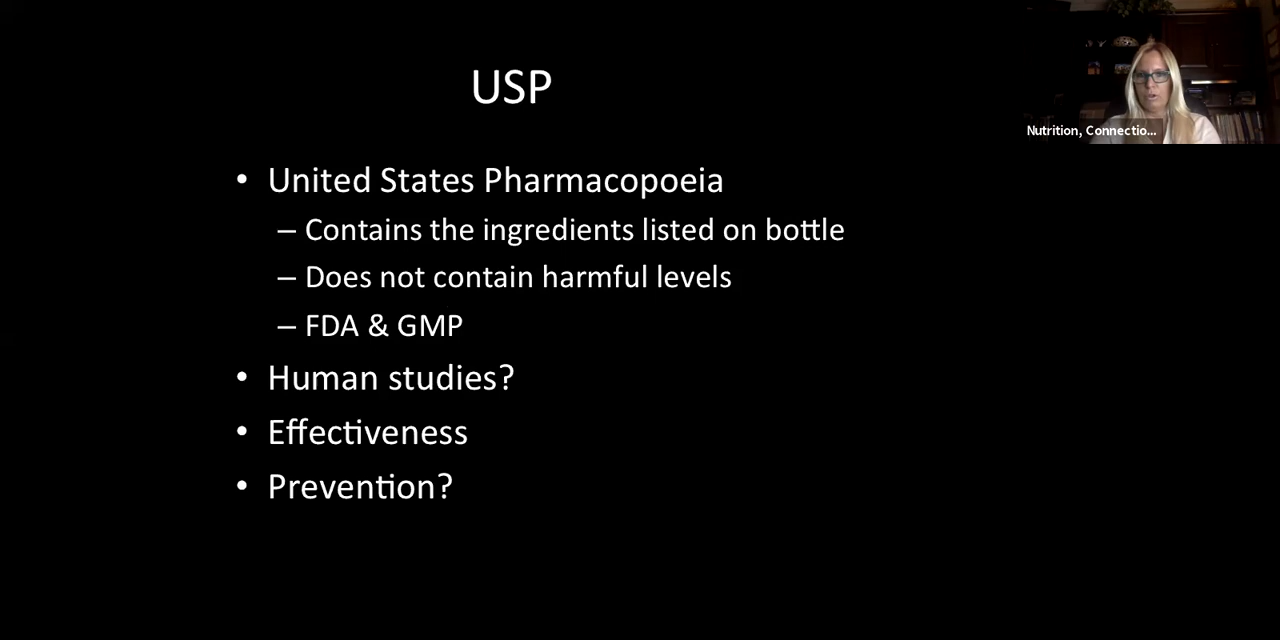 USP
• United States Pharmacopoeia
– Contains the ingredients listed on bottle
– Does not contain harmful levels
– FDA & GMP
• Human studies?
• Effectiveness
• Prevention?
Nutrition, Connectio...